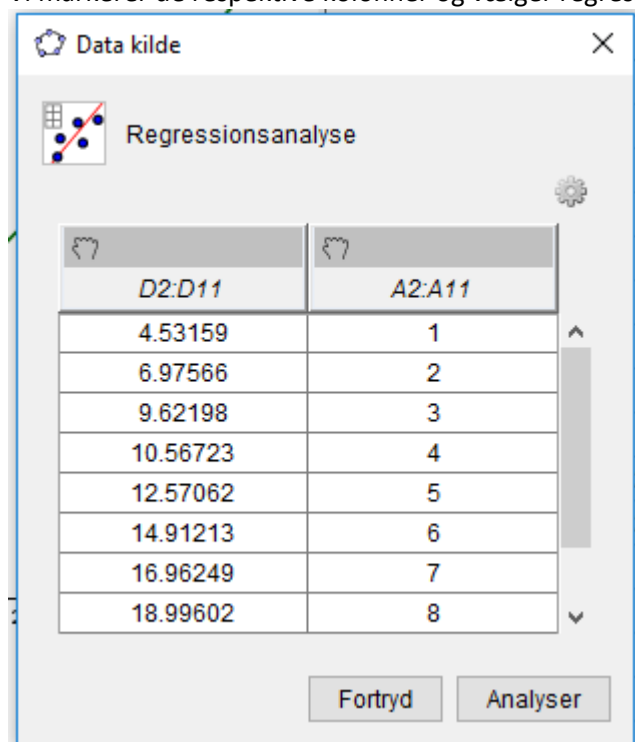 Data kilde
Regressionsanalyse
D2:D11 A2:A11
4.53159 1
6.97566 2
9.62198 3
10.56723 4
12.57062 5
14.91213 6
16.96249 7
18.99602 8
Fortryd Analyser